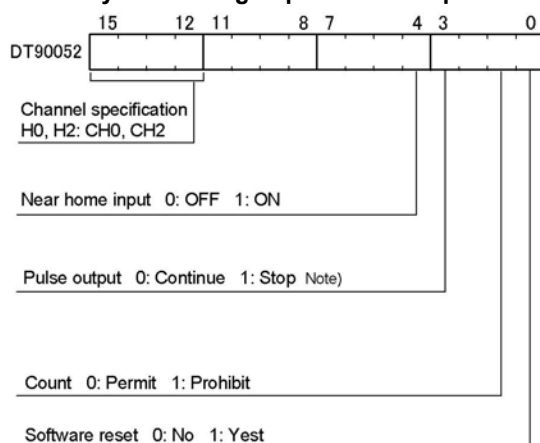 15 12 11 8 7 4 3 0
DT90052
Channel specification
H0, H2: CH0, CH2
Near home input 0: OFF 1: ON
Pulse output 0: Continue 1: Stop Note)
Count 0: Permit 1: Prohibit
Software reset 0: No 1: Yest